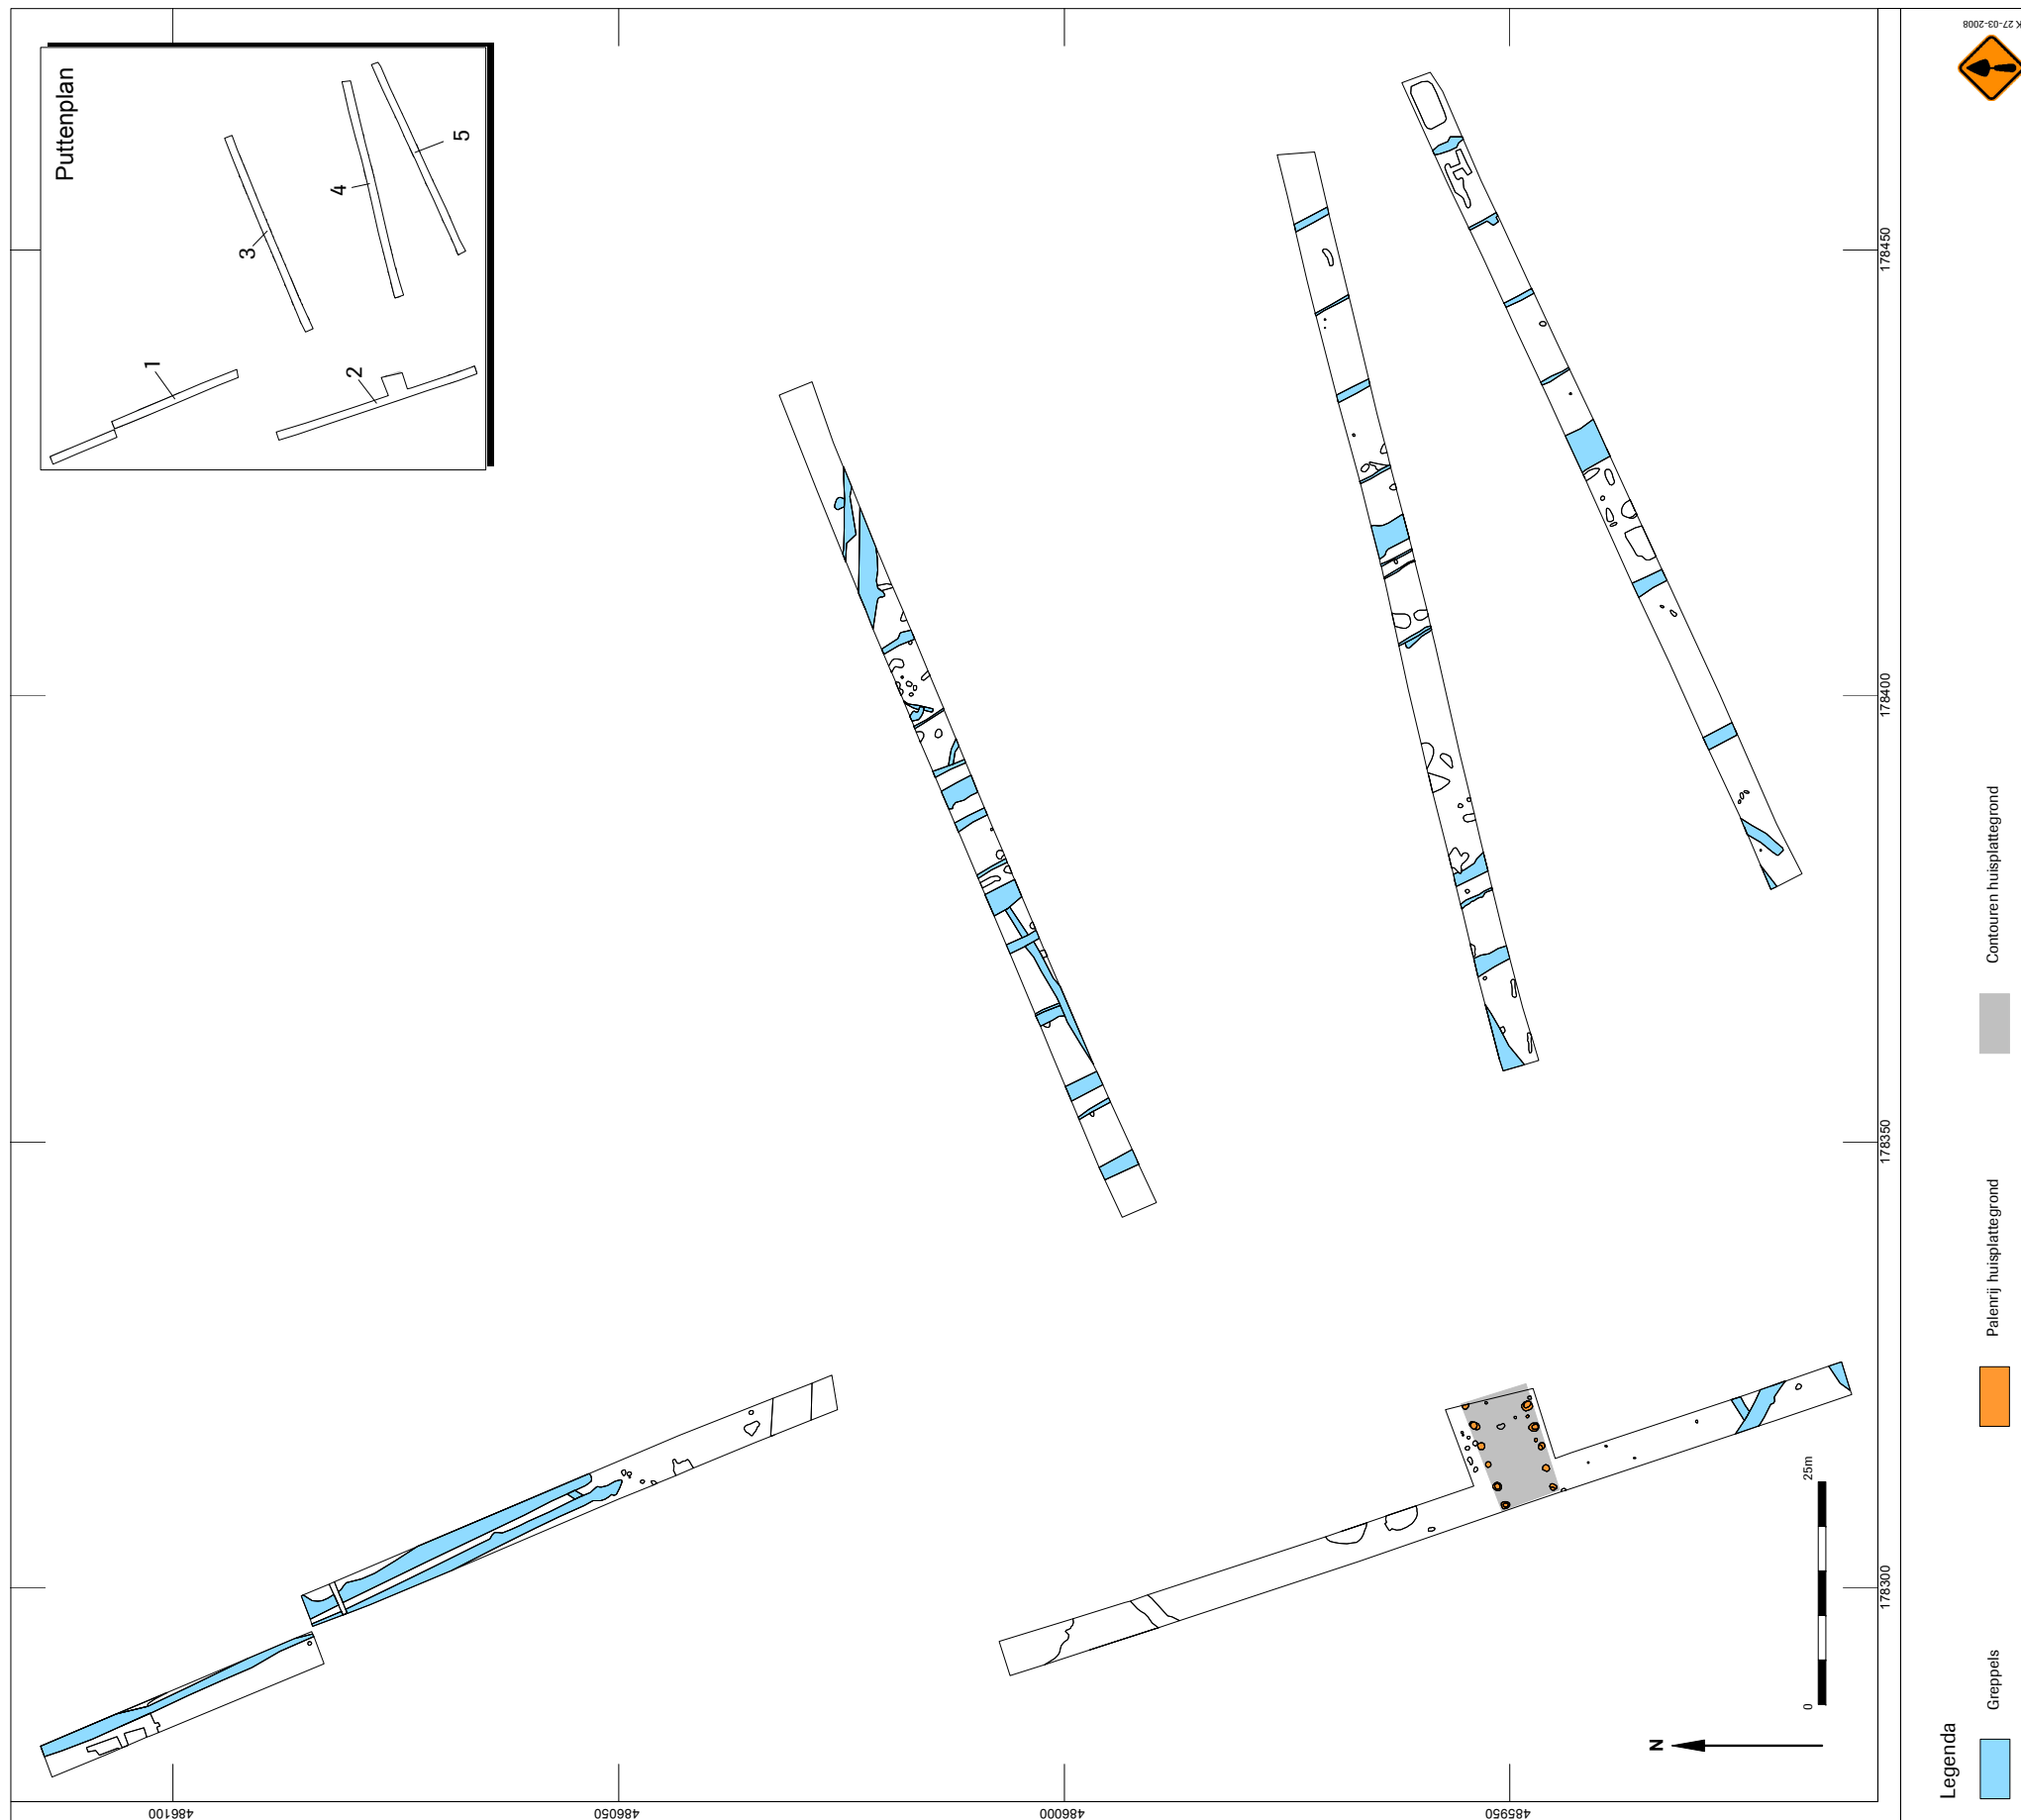 Puttenplan
1
2
3
4
5
486100
486050
486000
485950
178300
178350
178400
178450
N
0
25m
Legenda
Greppels
Palenrij huisplattegrond
Contouren huisplattegrond
K 27-03-2008